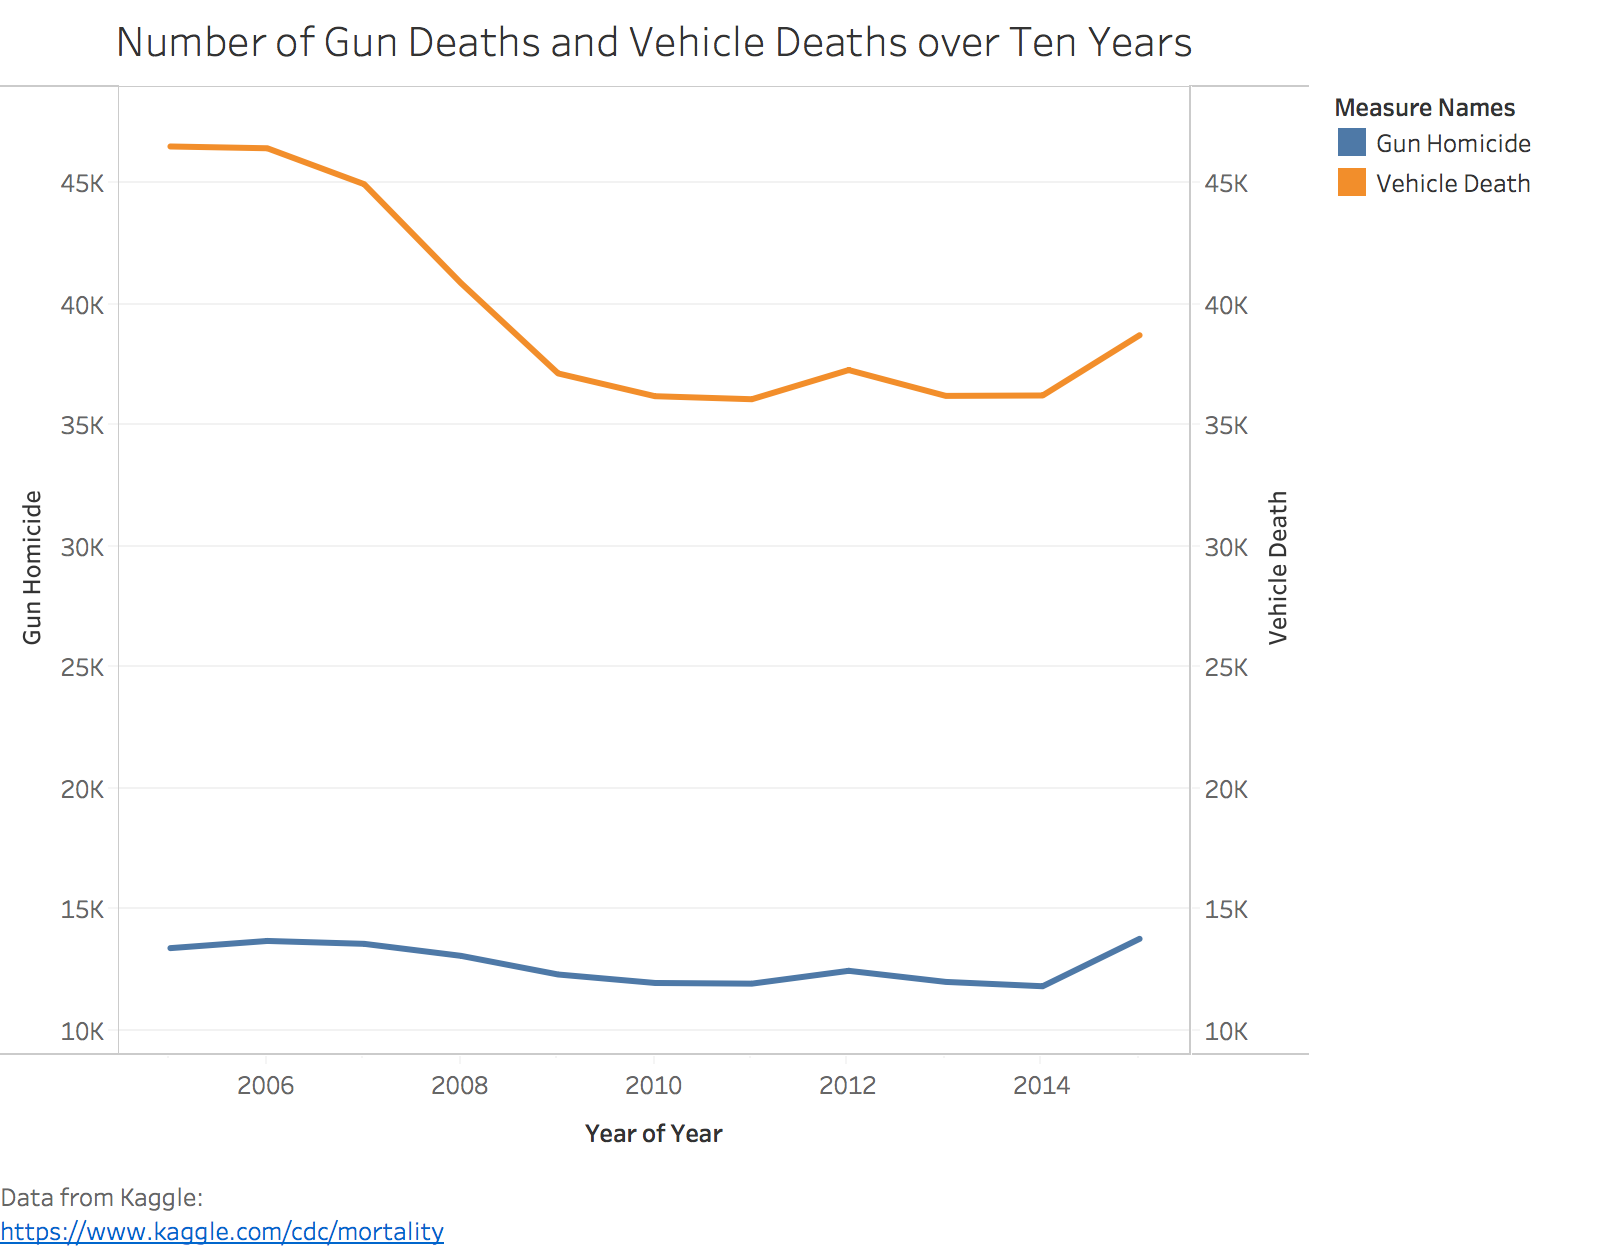 Number of Gun Deaths and Vehicle Deaths over Ten Years
Measure Names
Gun Homicide
Vehicle Death
Gun Homicide
45K
40K
35K
30K
25K
20K
15K
10K
45K
40K
35K
30K
25K
20K
15K
10K
Vehicle Death
2006 2008 2010 2012 2014
Year of Year
Data from Kaggle:
https://www.kaggle.com/cdc/mortality